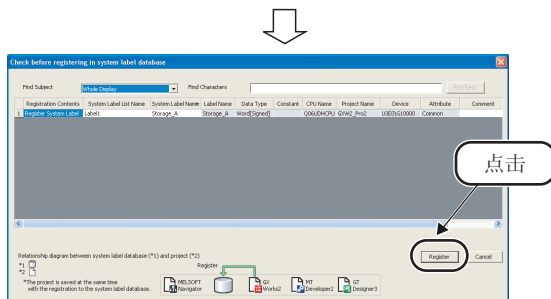 Check before registering in system label database
Find Subject Whole Display Find Characters Find Next
Registration Contents System Label List Name System Label Name Label Name Data Type Constant CPU Name Project Name Device Attribute Comment
1 Register System Label Label1 Storage_A Storage_A Word[Signed] Q06UDHCPU GXW2_Pro2 U3E0\G10000 Common
点击
Relationship diagram between system label database (*1) and project (*2)
*1
*2
*The project is saved at the same time
with the registration to the system label database.
Register
MELSOFT
Navigator
GX
Works2
MT
Developer2
GT
Designer3
Register Cancel